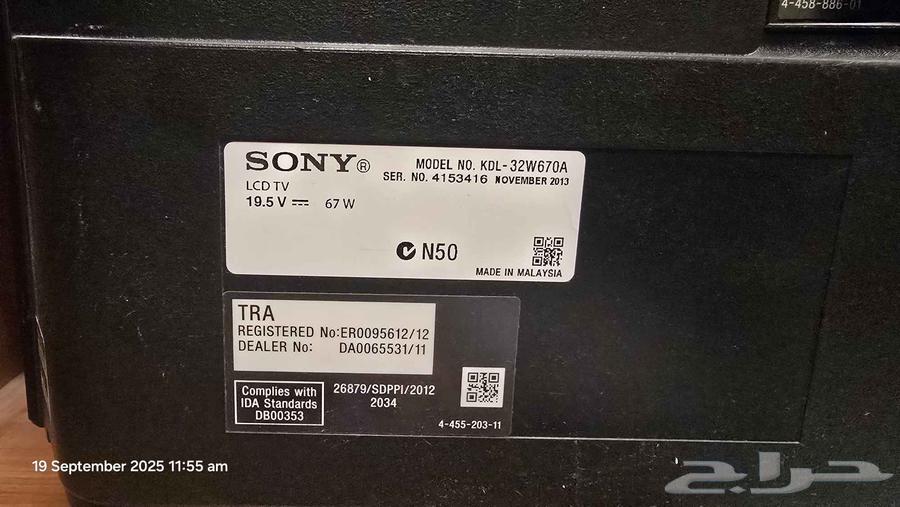 4-458-886-01
SONY®
MODEL NO. KDL-32W670A
SER. NO. 4153416 NOVEMBER 2013
LCD TV
19.5 V ⎓ 67 W
N50
MADE IN MALAYSIA
TRA
REGISTERED No:ER0095612/12
DEALER No: DA0065531/11
Complies with
IDA Standards
DB00353
26879/SDPPI/2012
2034
4-455-203-11
19 September 2025 11:55 am
حراج